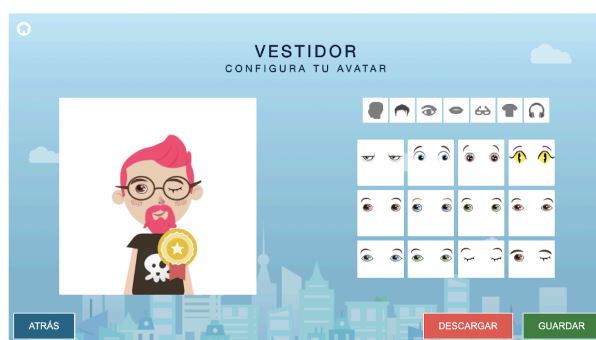 VESTIDOR
CONFIGURA TU AVATAR
ATRÁS
DESCARGAR
GUARDAR